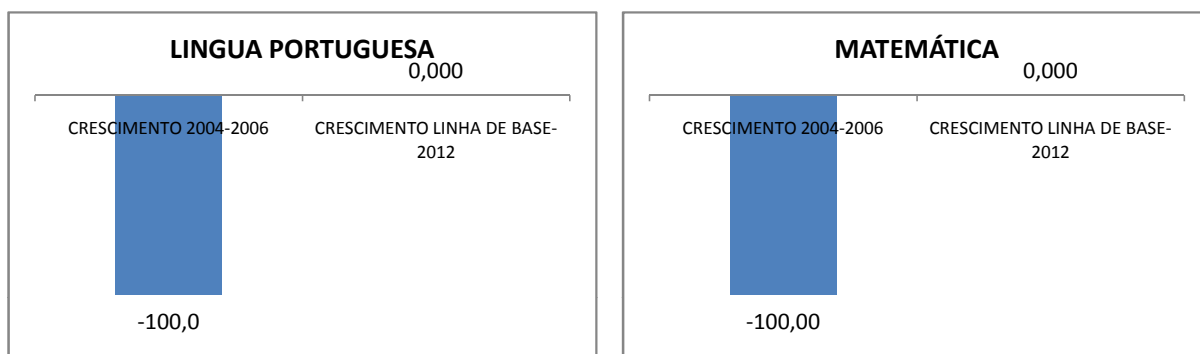 LINGUA PORTUGUESA
0,000
CRESCIMENTO 2004-2006
CRESCIMENTO LINHA DE BASE-
2012
-100,0
MATEMÁTICA
0,000
CRESCIMENTO 2004-2006
CRESCIMENTO LINHA DE BASE-
2012
-100,00